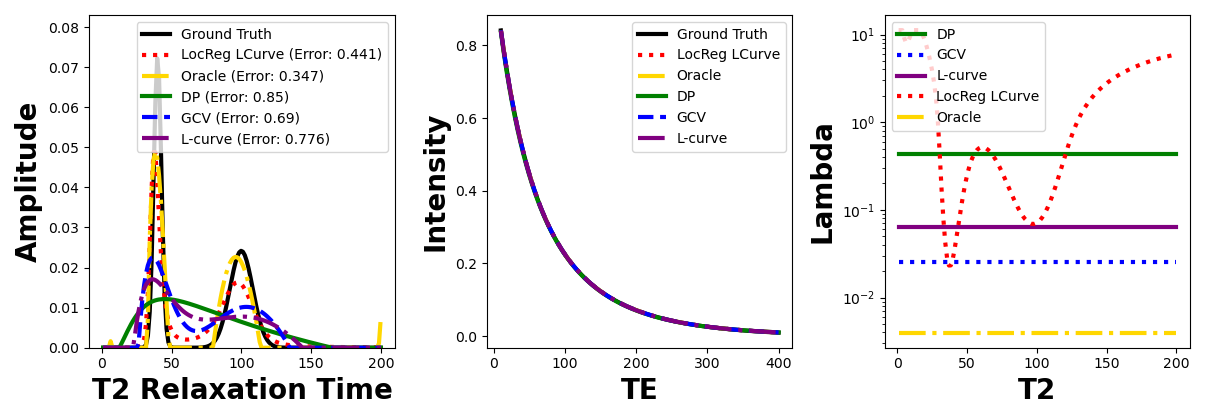 Amplitude
0.08
0.07
0.06
0.05
0.04
0.03
0.02
0.01
0.00
Ground Truth
LocReg LCurve (Error: 0.441)
Oracle (Error: 0.347)
DP (Error: 0.85)
GCV (Error: 0.69)
L-curve (Error: 0.776)
0 50 100 150 200
T2 Relaxation Time
Intensity
0.8
0.6
0.4
0.2
0.0
Ground Truth
LocReg LCurve
Oracle
DP
GCV
L-curve
0 100 200 300 400
TE
Lambda
10¹
10⁰
10⁻¹
10⁻²
DP
GCV
L-curve
LocReg LCurve
Oracle
0 50 100 150 200
T2